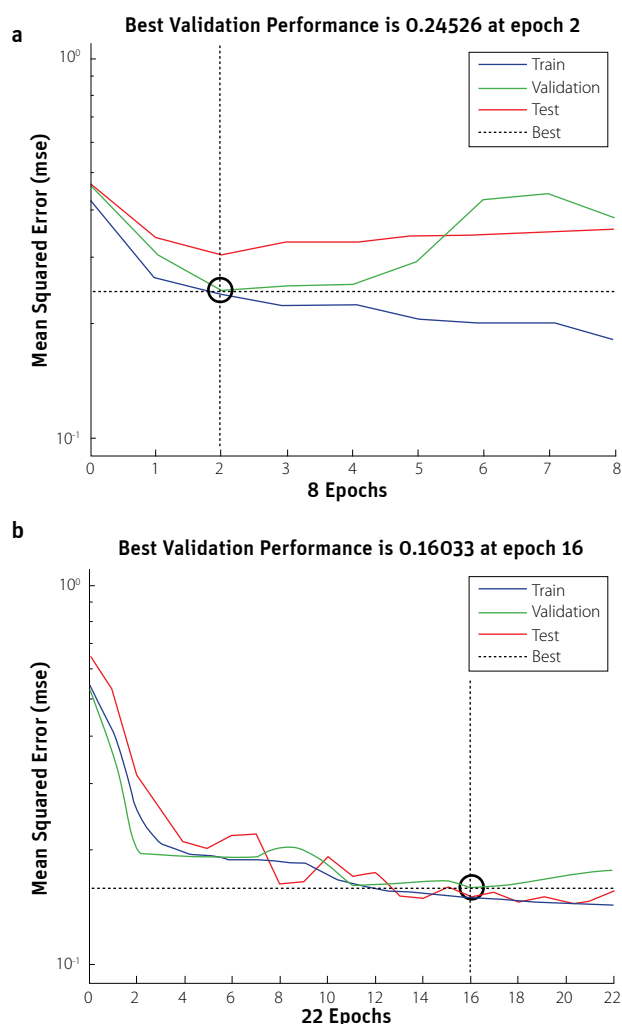 a
Best Validation Performance is 0.24526 at epoch 2
Mean Squared Error (mse)
10⁰
10⁻¹
Train
Validation
Test
Best
0 1 2 3 4 5 6 7 8
8 Epochs
b
Best Validation Performance is 0.16033 at epoch 16
Mean Squared Error (mse)
10⁰
10⁻¹
Train
Validation
Test
Best
0 2 4 6 8 10 12 14 16 18 20 22
22 Epochs